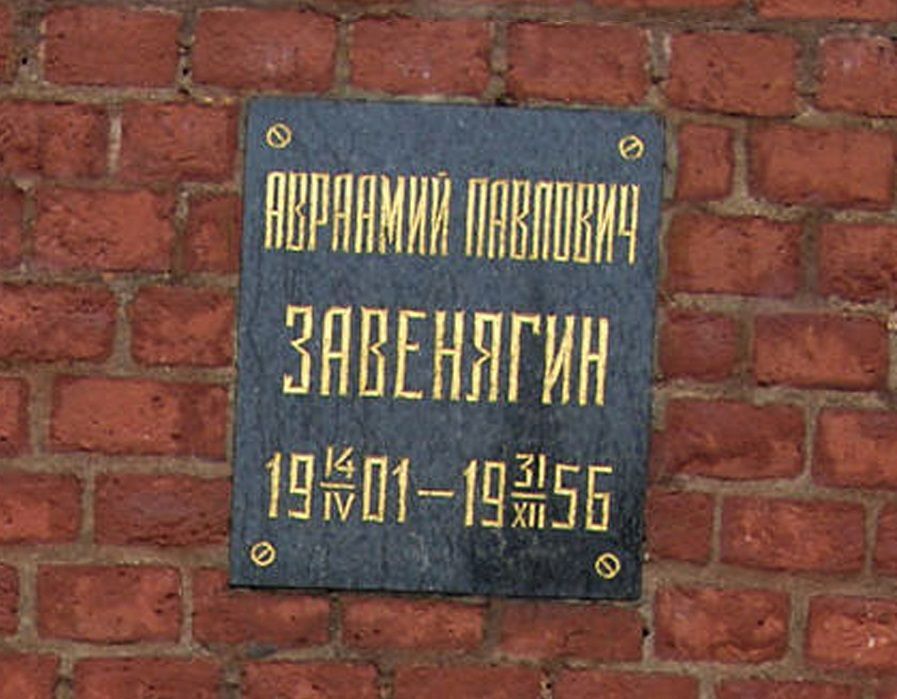 АВРААМИЙ ПАВЛОВИЧ
ЗАВЕНЯГИН
19 14/IV 01 — 19 31/XII 56